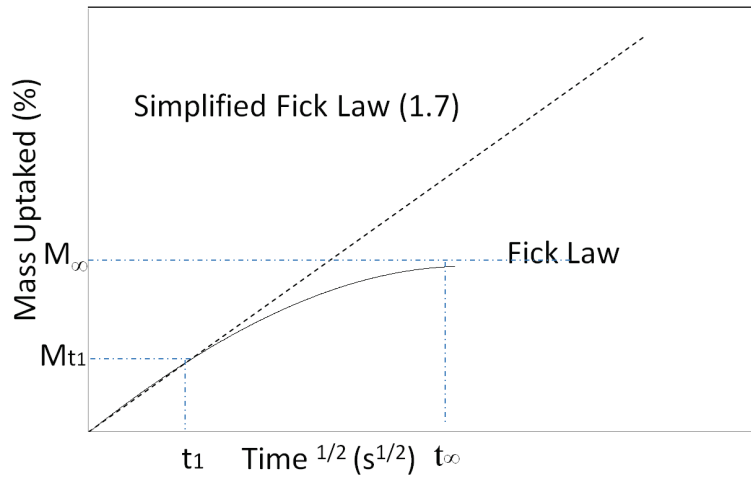 Simplified Fick Law (1.7)
Mass Uptaked (%)
M∞
Fick Law
Mt1
t1
Time 1/2 (s1/2)
t∞